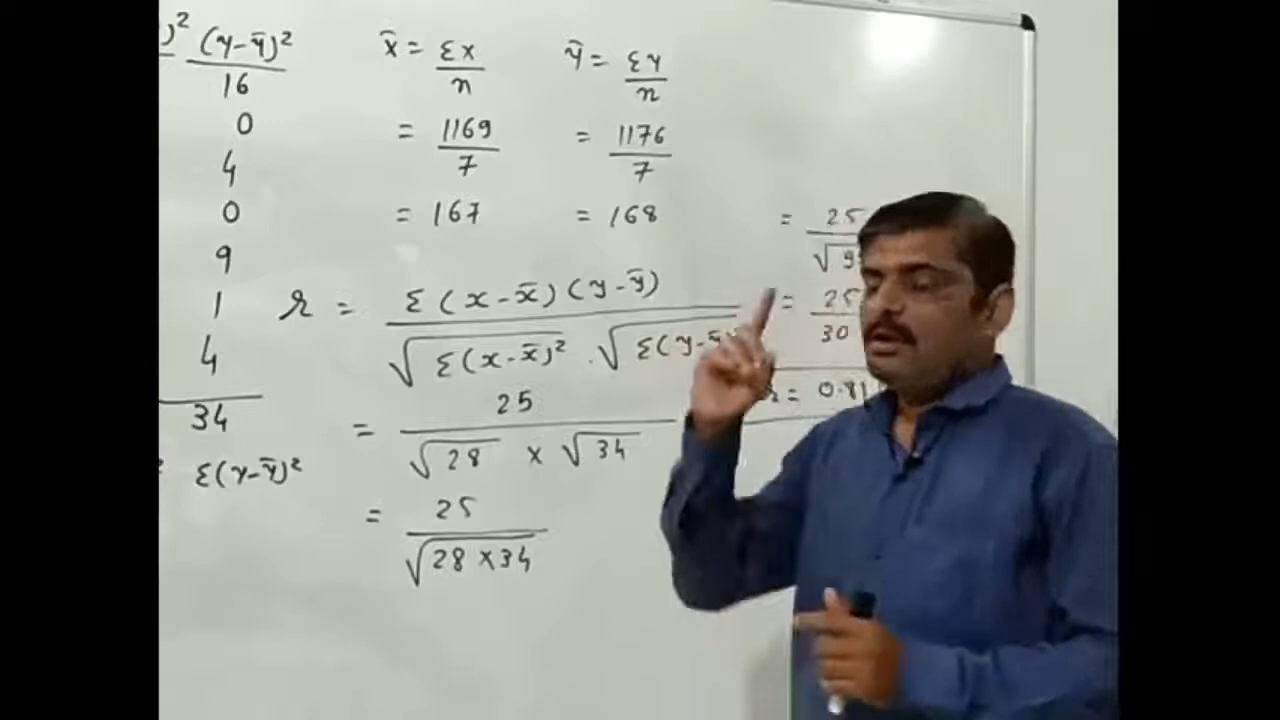 )² (y-ȳ)²
16
0
4
0
9
1
4
34
Σ(y-ȳ)²
x̄ = Σx/n
= 1169/7
= 167
ȳ = Σy/n
= 1176/7
= 168
r = Σ(x-x̄)(y-ȳ) / √Σ(x-x̄)² . √Σ(y-ȳ)
= 25 / √28 x √34
= 25 / √28 x 34
= 25 / √9
= 25 / 30
r = 0.81